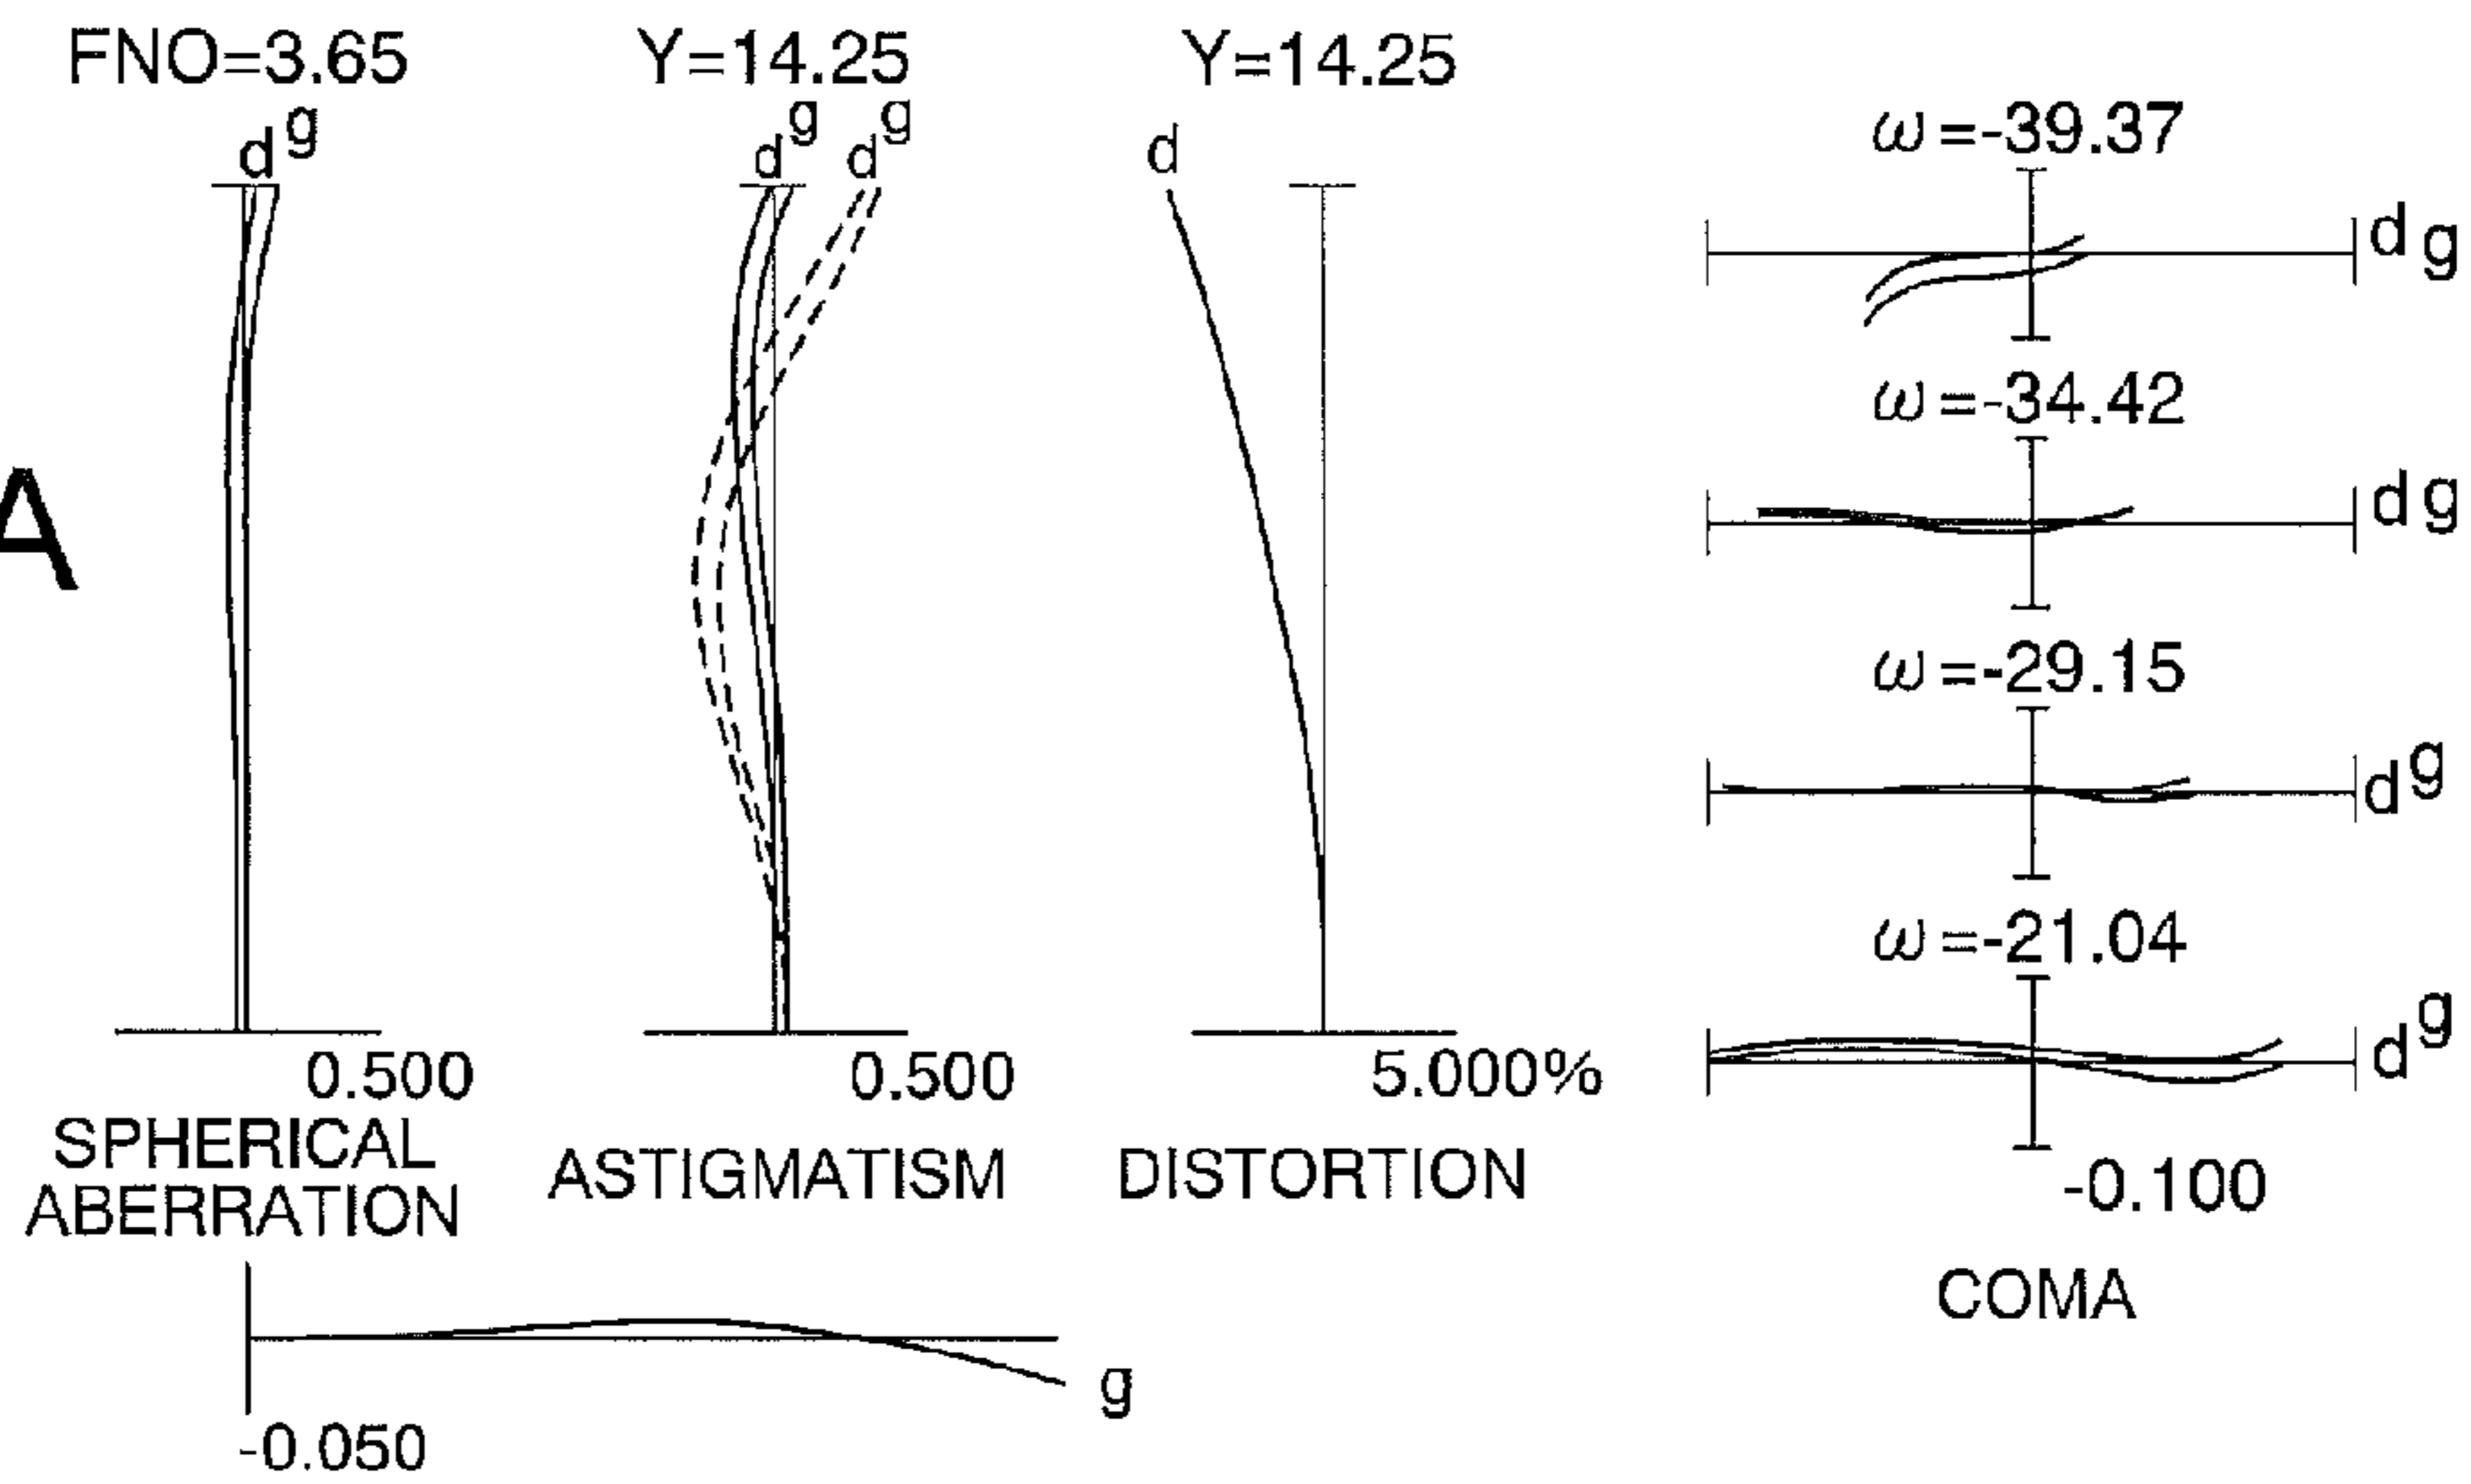 A
FNO=3.65
d g
0.500
SPHERICAL
ABERRATION
Y=14.25
d g d g
0.500
ASTIGMATISM
Y=14.25
d
5.000%
DISTORTION
ω=-39.37
d g
ω=-34.42
d g
ω=-29.15
d g
ω=-21.04
d g
-0.100
COMA
g
-0.050